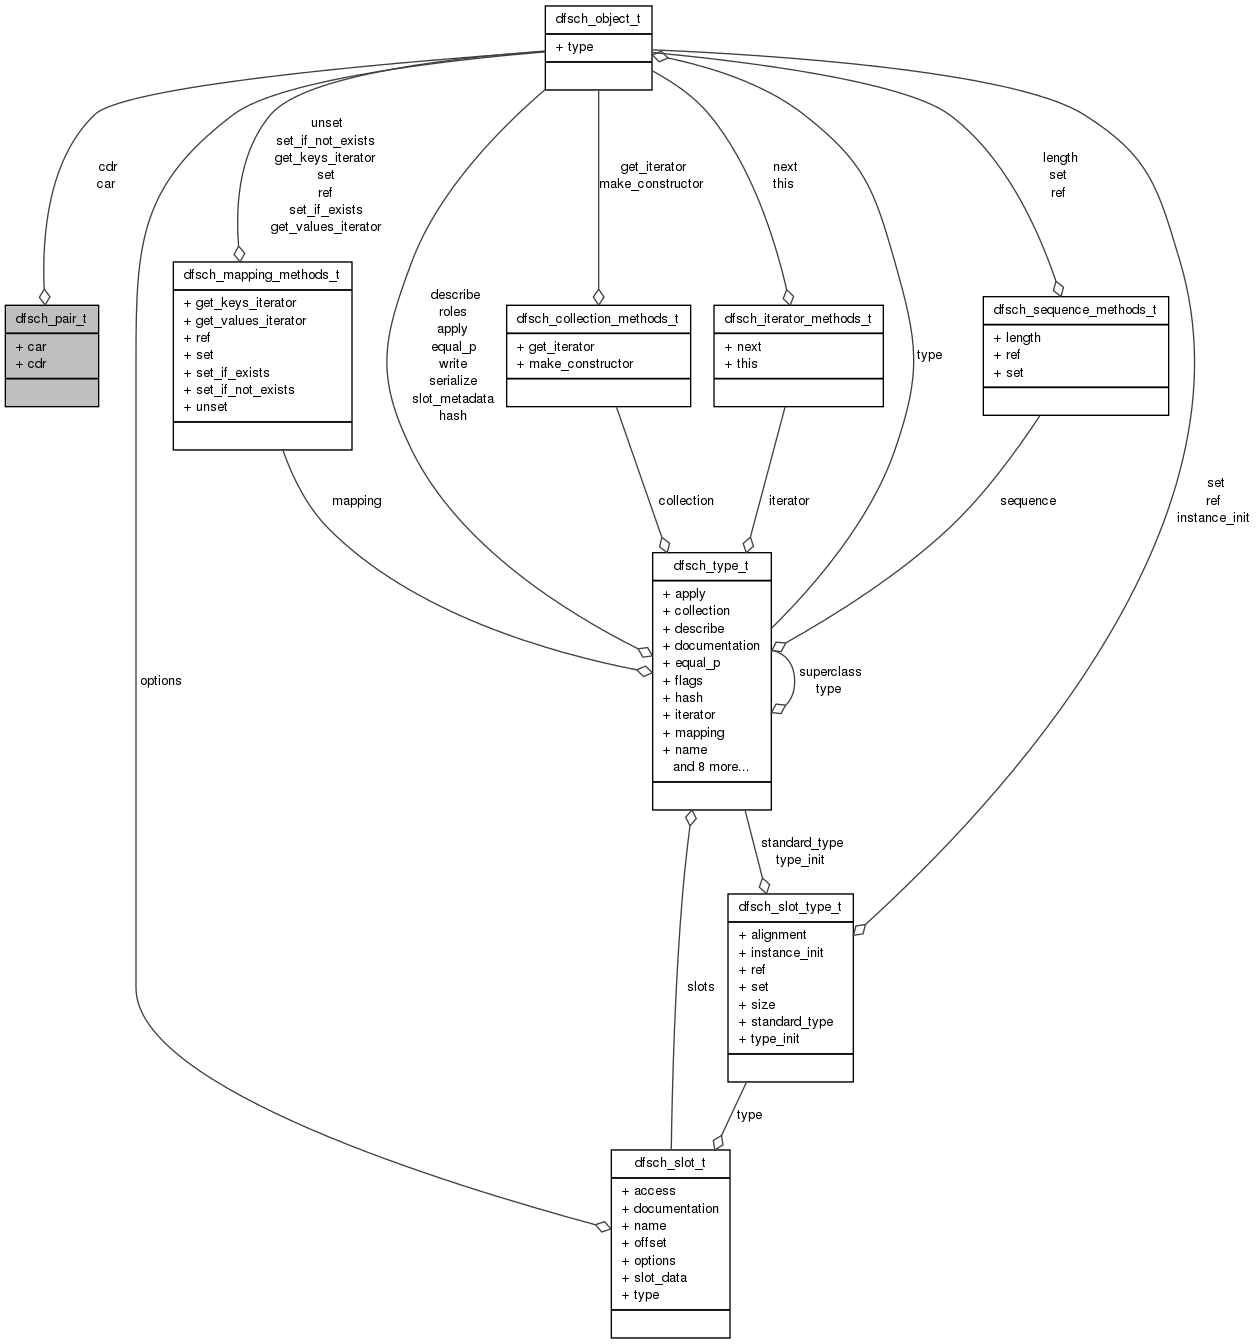 dfsch_object_t
+ type
unset
set_if_not_exists
get_keys_iterator
set
ref
set_if_exists
get_values_iterator
cdr
car
get_iterator
make_constructor
next
this
length
set
ref
dfsch_pair_t
+ car
+ cdr
dfsch_mapping_methods_t
+ get_keys_iterator
+ get_values_iterator
+ ref
+ set
+ set_if_exists
+ set_if_not_exists
+ unset
describe
roles
apply
equal_p
write
serialize
slot_metadata
hash
dfsch_collection_methods_t
+ get_iterator
+ make_constructor
dfsch_iterator_methods_t
+ next
+ this
type
dfsch_sequence_methods_t
+ length
+ ref
+ set
mapping
collection
iterator
sequence
set
ref
instance_init
dfsch_type_t
+ apply
+ collection
+ describe
+ documentation
+ equal_p
+ flags
+ hash
+ iterator
+ mapping
+ name
and 8 more...
superclass
type
options
standard_type
type_init
slots
dfsch_slot_type_t
+ alignment
+ instance_init
+ ref
+ set
+ size
+ standard_type
+ type_init
type
dfsch_slot_t
+ access
+ documentation
+ name
+ offset
+ options
+ slot_data
+ type